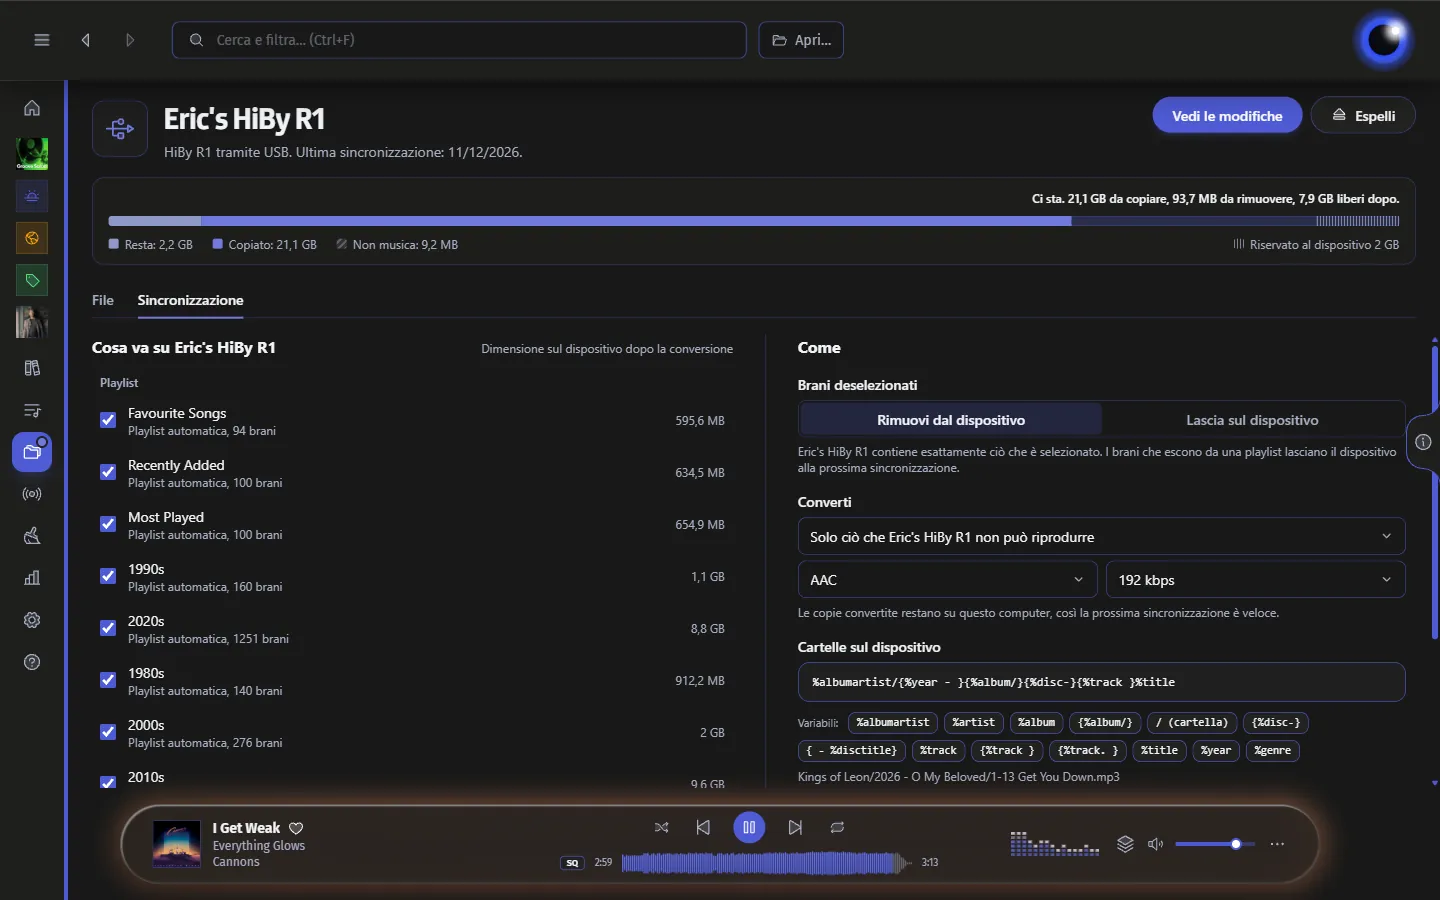 Cerca e filtra... (Ctrl+F)
Apri...
Eric's HiBy R1
HiBy R1 tramite USB. Ultima sincronizzazione: 11/12/2026.
Vedi le modifiche
Espelli
Ci sta. 21,1 GB da copiare, 93,7 MB da rimuovere, 7,9 GB liberi dopo.
Resta: 2,2 GB
Copiato: 21,1 GB
Non musica: 9,2 MB
Riservato al dispositivo 2 GB
File
Sincronizzazione
Cosa va su Eric's HiBy R1
Dimensione sul dispositivo dopo la conversione
Playlist
Favourite Songs
Playlist automatica, 94 brani
595,6 MB
Recently Added
Playlist automatica, 100 brani
634,5 MB
Most Played
Playlist automatica, 100 brani
654,9 MB
1990s
Playlist automatica, 160 brani
1,1 GB
2020s
Playlist automatica, 1251 brani
8,8 GB
1980s
Playlist automatica, 140 brani
912,2 MB
2000s
Playlist automatica, 276 brani
2 GB
2010s
9,6 GB
Come
Brani deselezionati
Rimuovi dal dispositivo
Lascia sul dispositivo
Eric's HiBy R1 contiene esattamente ciò che è selezionato. I brani che escono da una playlist lasciano il dispositivo
alla prossima sincronizzazione.
Converti
Solo ciò che Eric's HiBy R1 non può riprodurre
AAC
192 kbps
Le copie convertite restano su questo computer, così la prossima sincronizzazione è veloce.
Cartelle sul dispositivo
%albumartist/{%year - }{%album/}{%disc-}{%track }%title
Variabili:
%albumartist
%artist
%album
{%album/}
/ (cartella)
{%disc-}
{ - %disctitle}
%track
{%track }
{%track. }
%title
%year
%genre
Kings of Leon/2026 - O My Beloved/1-13 Get You Down.mp3
I Get Weak
Everything Glows
Cannons
SQ
2:59
3:13